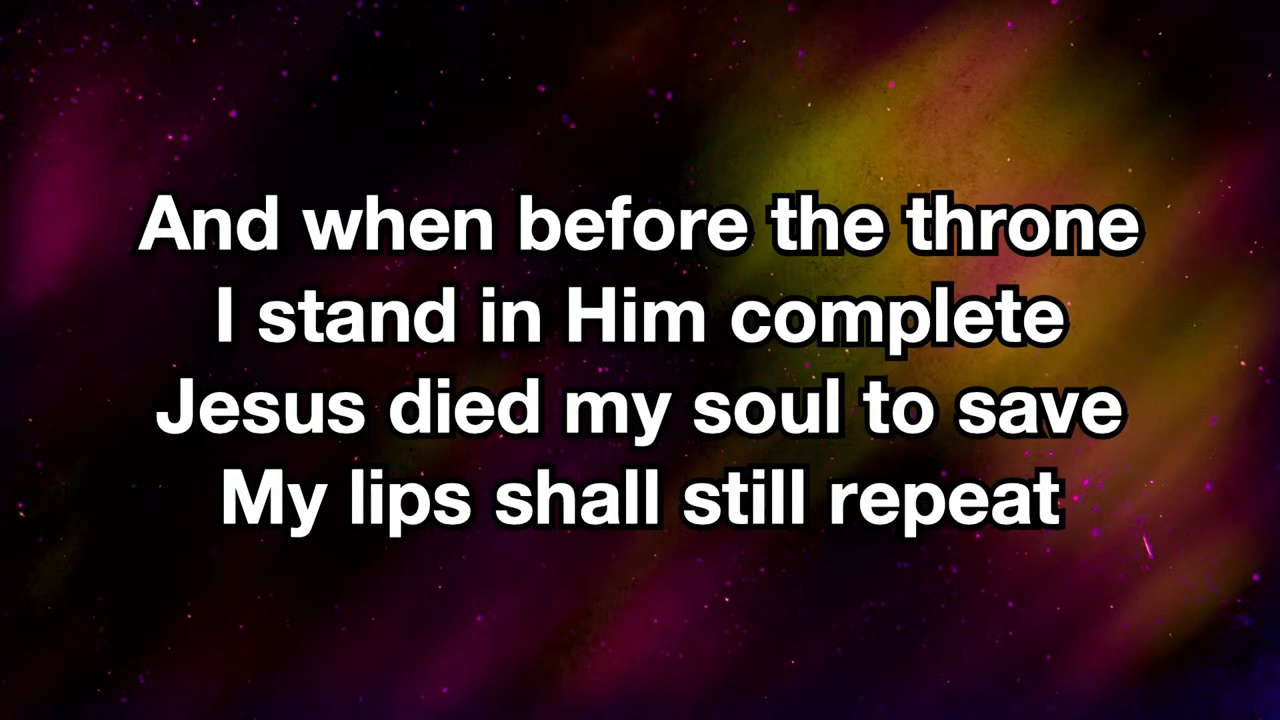 And when before the throne
I stand in Him complete
Jesus died my soul to save
My lips shall still repeat